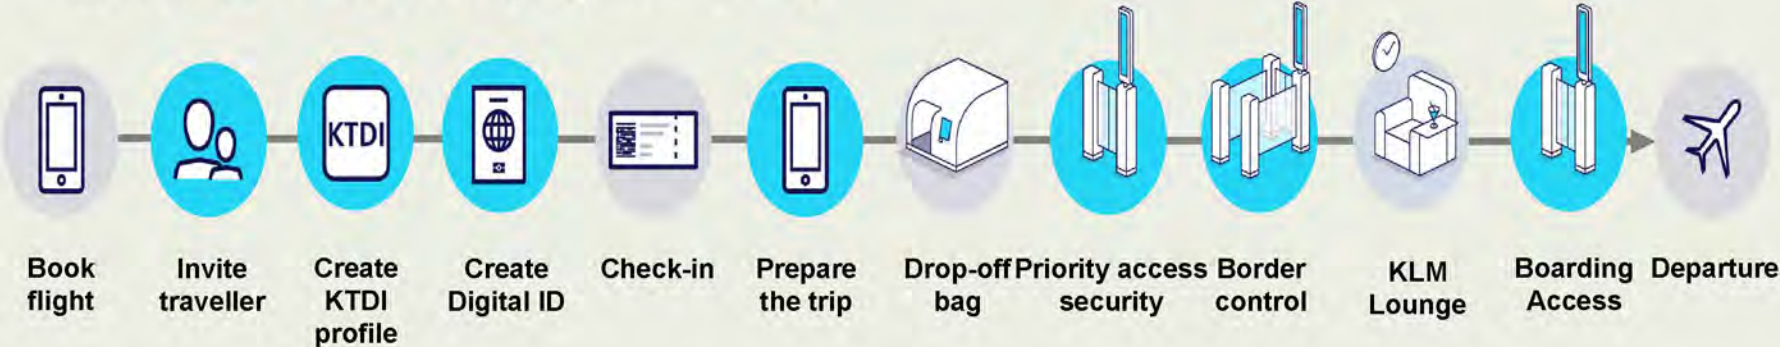 KTDI
Book
flight
Invite
traveller
Create
KTDI
profile
Create
Digital ID
Check-in
Prepare
the trip
Drop-off
bag
Priority access
security
Border
control
KLM
Lounge
Boarding
Access
Departure